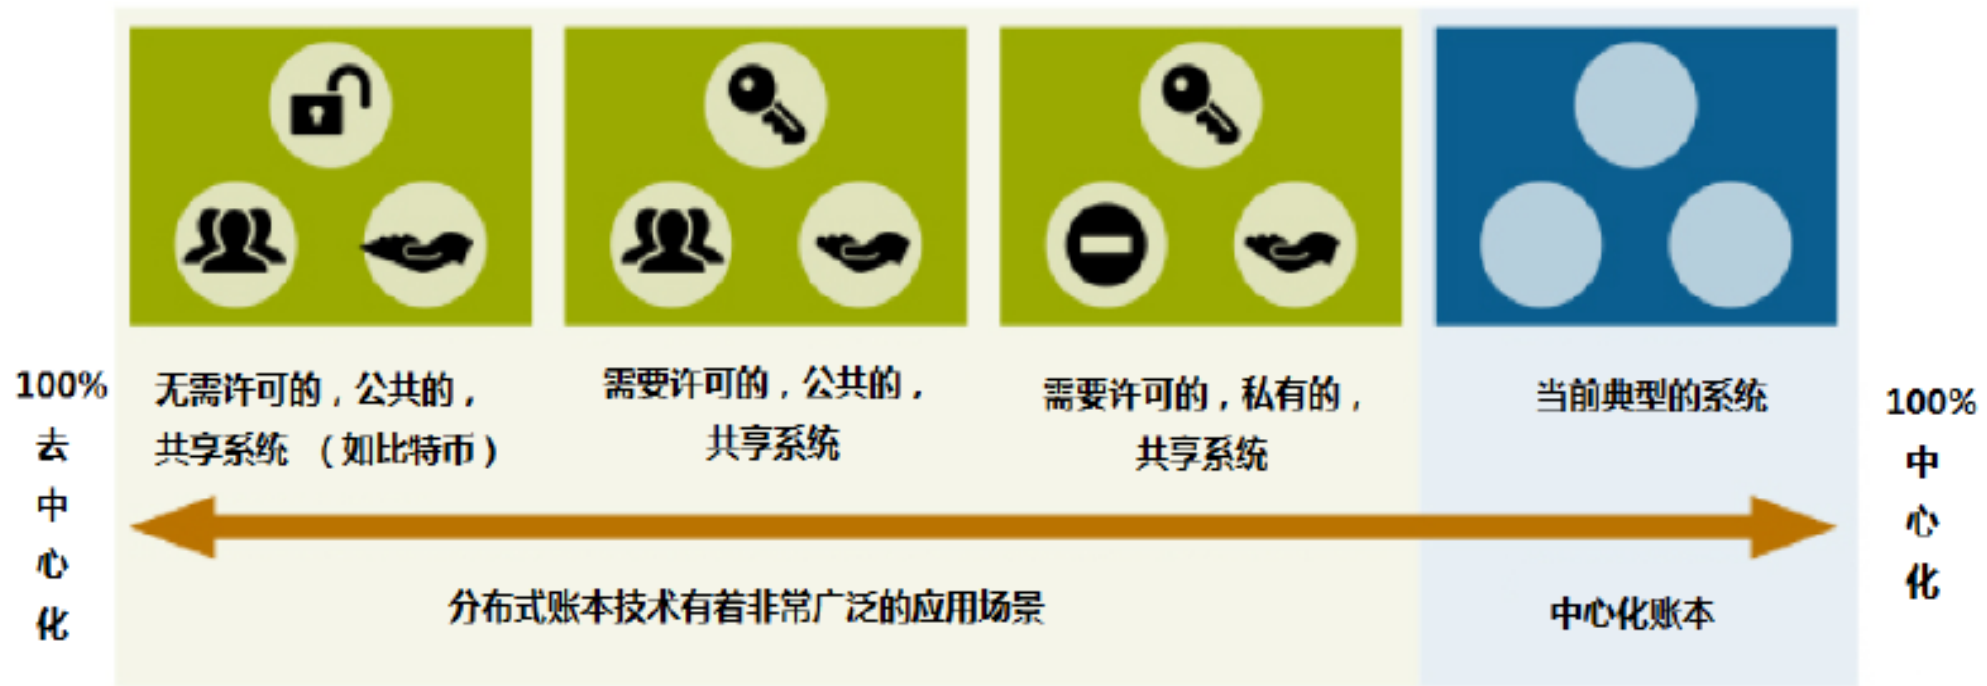 100%
去
中
心
化
无需许可的，公共的，
共享系统 （如比特币）
需要许可的，公共的，
共享系统
需要许可的，私有的，
共享系统
当前典型的系统
100%
中
心
化
分布式账本技术有着非常广泛的应用场景
中心化账本